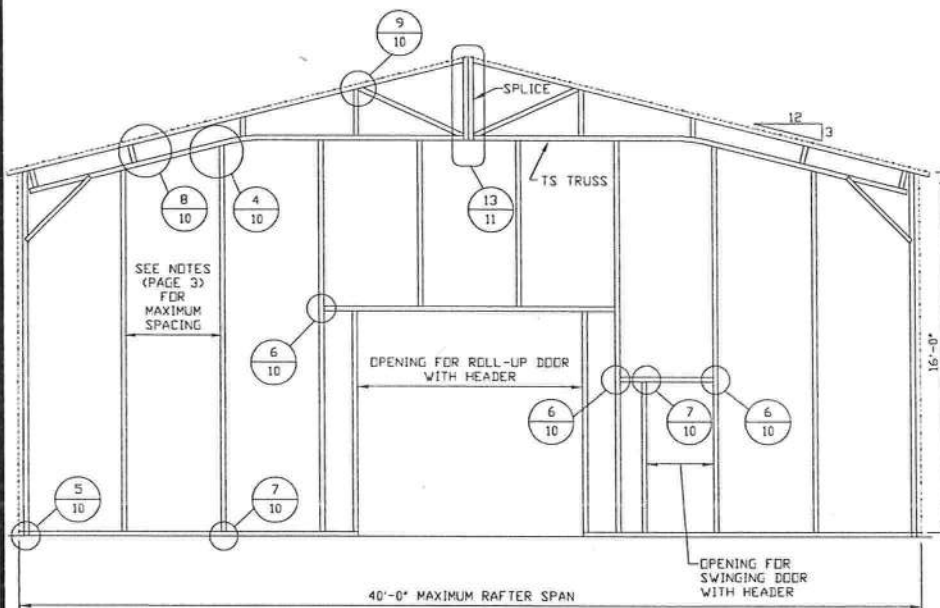 9
10
SPLICE
12
3
TS TRUSS
8
10
4
10
13
11
SEE NOTES
(PAGE 3)
FOR
MAXIMUM
SPACING
6
10
OPENING FOR ROLL-UP DOOR
WITH HEADER
16'-0"
6
10
7
10
6
10
5
10
7
10
OPENING FOR
SWINGING DOOR
WITH HEADER
40'-0" MAXIMUM RAFTER SPAN